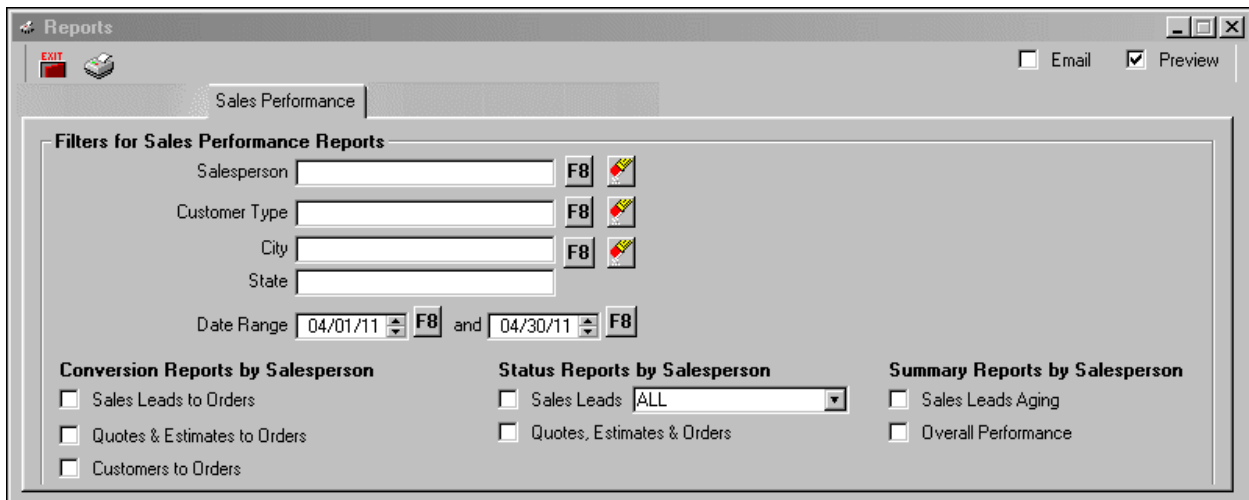 Reports
EXIT
Email
Preview
Sales Performance
Filters for Sales Performance Reports
Salesperson F8
Customer Type F8
City F8
State
Date Range 04/01/11 F8 and 04/30/11 F8
Conversion Reports by Salesperson
Sales Leads to Orders
Quotes & Estimates to Orders
Customers to Orders
Status Reports by Salesperson
Sales Leads ALL
Quotes, Estimates & Orders
Summary Reports by Salesperson
Sales Leads Aging
Overall Performance